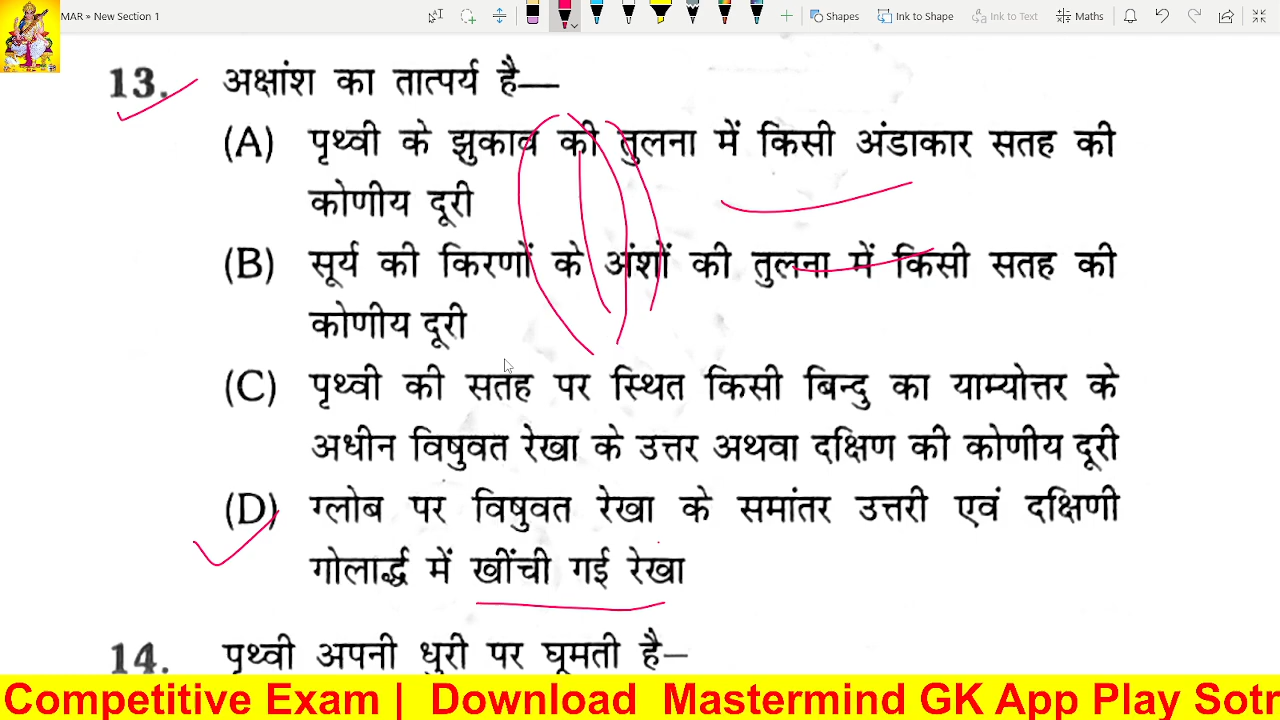 MAR » New Section 1
Shapes
Ink to Shape
Ink to Text
Maths
13. अक्षांश का तात्पर्य है—
(A) पृथ्वी के झुकाव की तुलना में किसी अंडाकार सतह की
कोणीय दूरी
(B) सूर्य की किरणों के अंशों की तुलना में किसी सतह की
कोणीय दूरी
(C) पृथ्वी की सतह पर स्थित किसी बिन्दु का याम्योत्तर के
अधीन विषुवत रेखा के उत्तर अथवा दक्षिण की कोणीय दूरी
(D) ग्लोब पर विषुवत रेखा के समांतर उत्तरी एवं दक्षिणी
गोलार्द्ध में खींची गई रेखा
14. पृथ्वी अपनी धुरी पर घूमती है–
Competitive Exam | Download Mastermind GK App Play Sotr